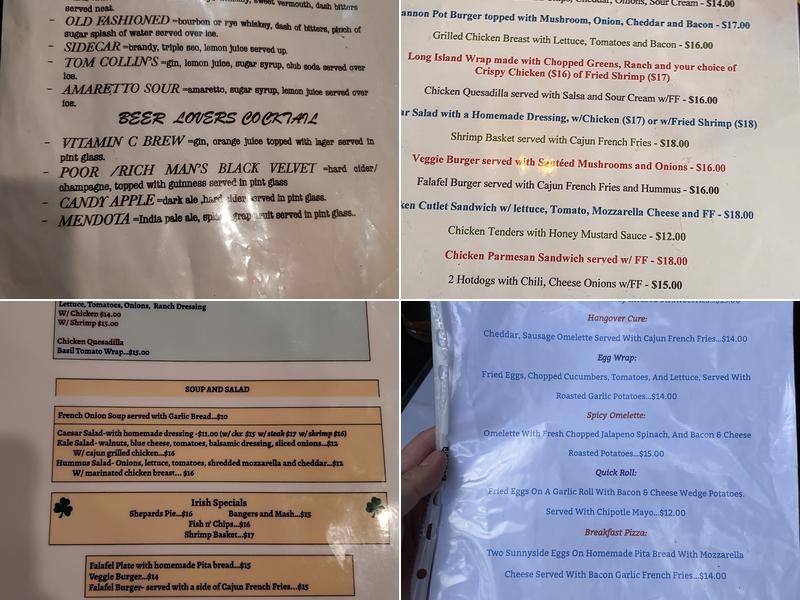 served neat.
- OLD FASHIONED =bourbon or rye whiskey, dash of bitters, pinch of
sugar splash of water served over ice.
- SIDECAR =brandy, triple sec, lemon juice served up.
- TOM COLLIN'S =gin, lemon juice, sugar syrup, club soda served over
ice.
- AMARETTO SOUR =amaretto, sugar syrup, lemon juice served over
ice.
BEER LOVERS COCKTAIL
- VITAMIN C BREW =gin, orange juice topped with lager served in
pint glass.
- POOR /RICH MAN'S BLACK VELVET =hard cider/
champagne, topped with guinness served in pint glass
- CANDY APPLE =dark ale ,hard cider served in pint glass.
- MENDOTA =India pale ale, served in pint glass..
Cheddar, Onions, Sour Cream - $14.00
annon Pot Burger topped with Mushroom, Onion, Cheddar and Bacon - $17.00
Grilled Chicken Breast with Lettuce, Tomatoes and Bacon - $16.00
Long Island Wrap made with Chopped Greens, Ranch and your choice of
Crispy Chicken ($16) of Fried Shrimp ($17)
Chicken Quesadilla served with Salsa and Sour Cream w/FF - $16.00
ar Salad with a Homemade Dressing, w/Chicken ($17) or w/Fried Shrimp ($18)
Shrimp Basket served with Cajun French Fries - $18.00
Veggie Burger served with Sautéed Mushrooms and Onions - $16.00
Falafel Burger served with Cajun French Fries and Hummus - $16.00
ken Cutlet Sandwich w/ lettuce, Tomato, Mozzarella Cheese and FF - $18.00
Chicken Tenders with Honey Mustard Sauce - $12.00
Chicken Parmesan Sandwich served w/ FF - $18.00
2 Hotdogs with Chili, Cheese Onions w/FF - $15.00
Lettuce, Tomatoes, Onions, Ranch Dressing
W/ Chicken $14.00
W/ Shrimp $15.00
Chicken Quesadilla
Basil Tomato Wrap...$15.00
SOUP AND SALAD
French Onion Soup served with Garlic Bread...$10
Caesar Salad-with homemade dressing -$11.00 (w/ chx $15 w/ steak $17 w/ shrimp $16)
Kale Salad- walnuts, blue cheese, tomatoes, balsamic dressing, sliced onions...$12
W/ cajun grilled chicken...$16
Hummus Salad- Onions, lettuce, tomatoes, shredded mozzarella and cheddar...$12
W/ marinated chicken breast... $16
Irish Specials
Shepards Pie...$16 Bangers and Mash...$15
Fish n' Chips...$16
Shrimp Basket...$17
Falafel Plate with homemade Pita bread...$15
Veggie Burger...$14
Falafel Burger- served with a side of Cajun French Fries...$15
Hangover Cure:
Cheddar, Sausage Omelette Served With Cajun French Fries...$14.00
Egg Wrap:
Fried Eggs, Chopped Cucumbers, Tomatoes, And Lettuce, Served With
Roasted Garlic Potatoes...$14.00
Spicy Omelette:
Omelette With Fresh Chopped Jalapeno Spinach, And Bacon & Cheese
Roasted Potatoes...$15.00
Quick Roll:
Fried Eggs On A Garlic Roll With Bacon & Cheese Wedge Potatoes.
Served With Chipotle Mayo...$12.00
Breakfast Pizza:
Two Sunnyside Eggs On Homemade Pita Bread With Mozzarella
Cheese Served With Bacon Garlic French Fries...$14.00